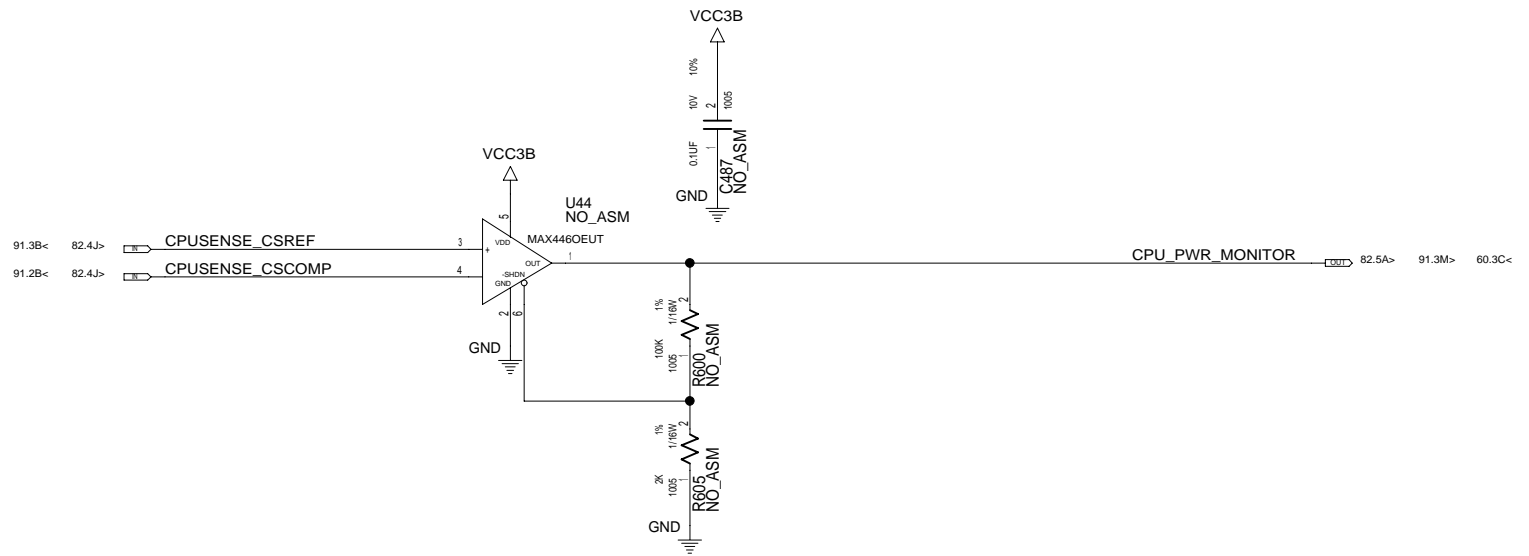 VCC3B
10%
10V
2
1005
0.1UF
1
C487
NO_ASM
GND
VCC3B
5
U44
NO_ASM
MAX4460EUT
91.3B< 82.4J> IN CPUSENSE_CSREF 3
+
VDD
OUT
1
91.2B< 82.4J> IN CPUSENSE_CSCOMP 4
-SHDN
GND
2
6
GND
CPU_PWR_MONITOR OUT 82.5A> 91.3M> 60.3C<
1%
1/16W
2
100K
1005
1
R600
NO_ASM
1%
1/16W
2
2K
1005
1
R605
NO_ASM
GND